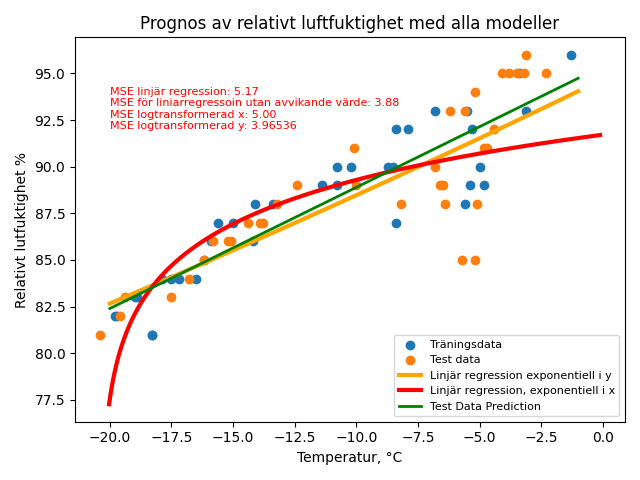 Prognos av relativt luftfuktighet med alla modeller
MSE linjär regression: 5.17
MSE för liniarregressoin utan avvikande värde: 3.88
MSE logtransformerad x: 5.00
MSE logtransformerad y: 3.96536
Relativt lutfuktighet %
95.0
92.5
90.0
87.5
85.0
82.5
80.0
77.5
Träningsdata
Test data
Linjär regression exponentiell i y
Linjär regression, exponentiell i x
Test Data Prediction
−20.0 −17.5 −15.0 −12.5 −10.0 −7.5 −5.0 −2.5 0.0
Temperatur, °C